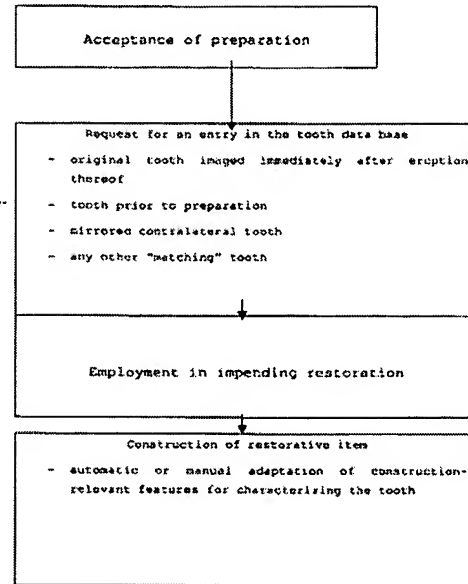 Acceptance of preparation
Request for an entry in the tooth data base
- original tooth imaged immediately after eruption
thereof
- tooth prior to preparation
- mirrored contralateral tooth
- any other "matching" tooth
Employment in impending restoration
Construction of restorative item
- automatic or manual adaptation of construction-
relevant features for characterizing the tooth